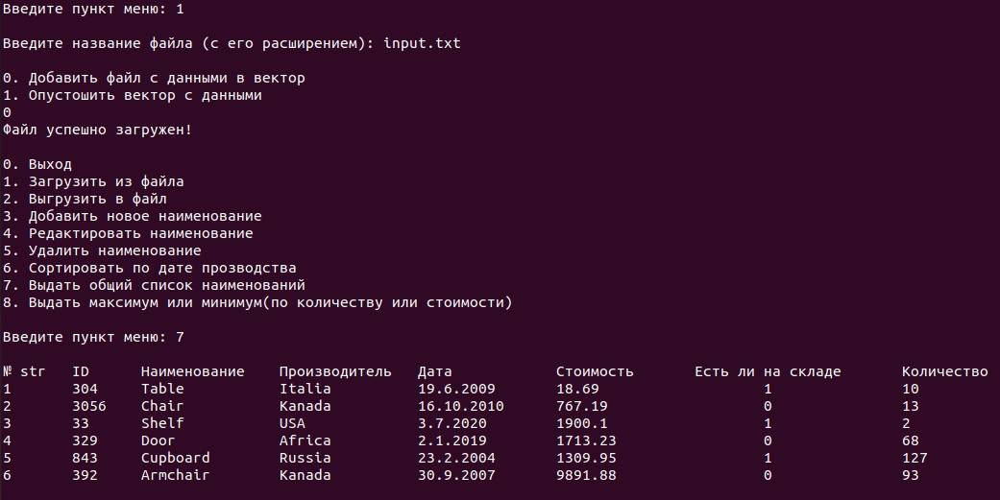 Введите пункт меню: 1
Введите название файла (с его расширением): input.txt
0. Добавить файл с данными в вектор
1. Опустошить вектор с данными
0
Файл успешно загружен!
0. Выход
1. Загрузить из файла
2. Выгрузить в файл
3. Добавить новое наименование
4. Редактировать наименование
5. Удалить наименование
6. Сортировать по дате прозводства
7. Выдать общий список наименований
8. Выдать максимум или минимум(по количеству или стоимости)
Введите пункт меню: 7
№ str ID Наименование Производитель Дата Стоимость Есть ли на складе Количество
1 304 Table Italia 19.6.2009 18.69 1 10
2 3056 Chair Kanada 16.10.2010 767.19 0 13
3 33 Shelf USA 3.7.2020 1900.1 1 2
4 329 Door Africa 2.1.2019 1713.23 0 68
5 843 Cupboard Russia 23.2.2004 1309.95 1 127
6 392 Armchair Kanada 30.9.2007 9891.88 0 93